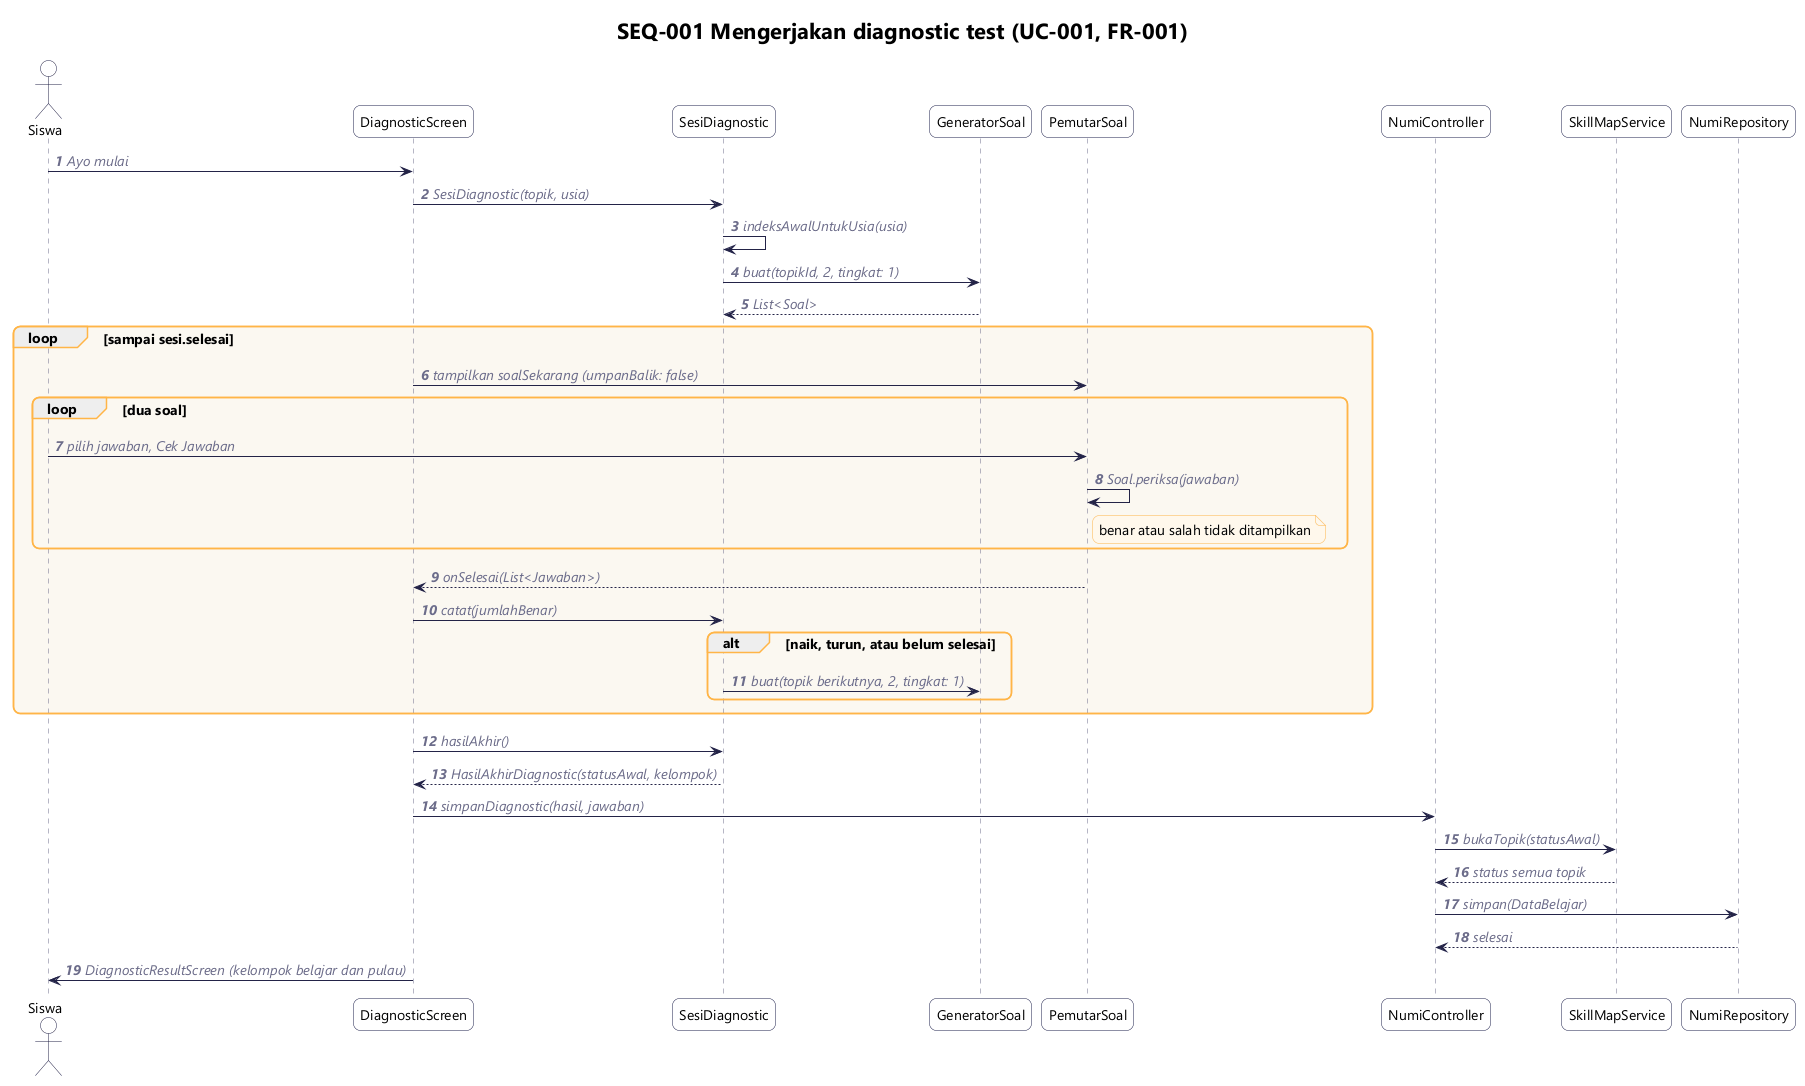 SEQ-001 Mengerjakan diagnostic test (UC-001, FR-001)
Siswa
DiagnosticScreen
SesiDiagnostic
GeneratorSoal
PemutarSoal
NumiController
SkillMapService
NumiRepository
1 Ayo mulai
2 SesiDiagnostic(topik, usia)
3 indeksAwalUntukUsia(usia)
4 buat(topikId, 2, tingkat: 1)
5 List<Soal>
loop [sampai sesi.selesai]
6 tampilkan soalSekarang (umpanBalik: false)
loop [dua soal]
7 pilih jawaban, Cek Jawaban
8 Soal.periksa(jawaban)
benar atau salah tidak ditampilkan
9 onSelesai(List<Jawaban>)
10 catat(jumlahBenar)
alt [naik, turun, atau belum selesai]
11 buat(topik berikutnya, 2, tingkat: 1)
12 hasilAkhir()
13 HasilAkhirDiagnostic(statusAwal, kelompok)
14 simpanDiagnostic(hasil, jawaban)
15 bukaTopik(statusAwal)
16 status semua topik
17 simpan(DataBelajar)
18 selesai
19 DiagnosticResultScreen (kelompok belajar dan pulau)
Siswa
DiagnosticScreen
SesiDiagnostic
GeneratorSoal
PemutarSoal
NumiController
SkillMapService
NumiRepository